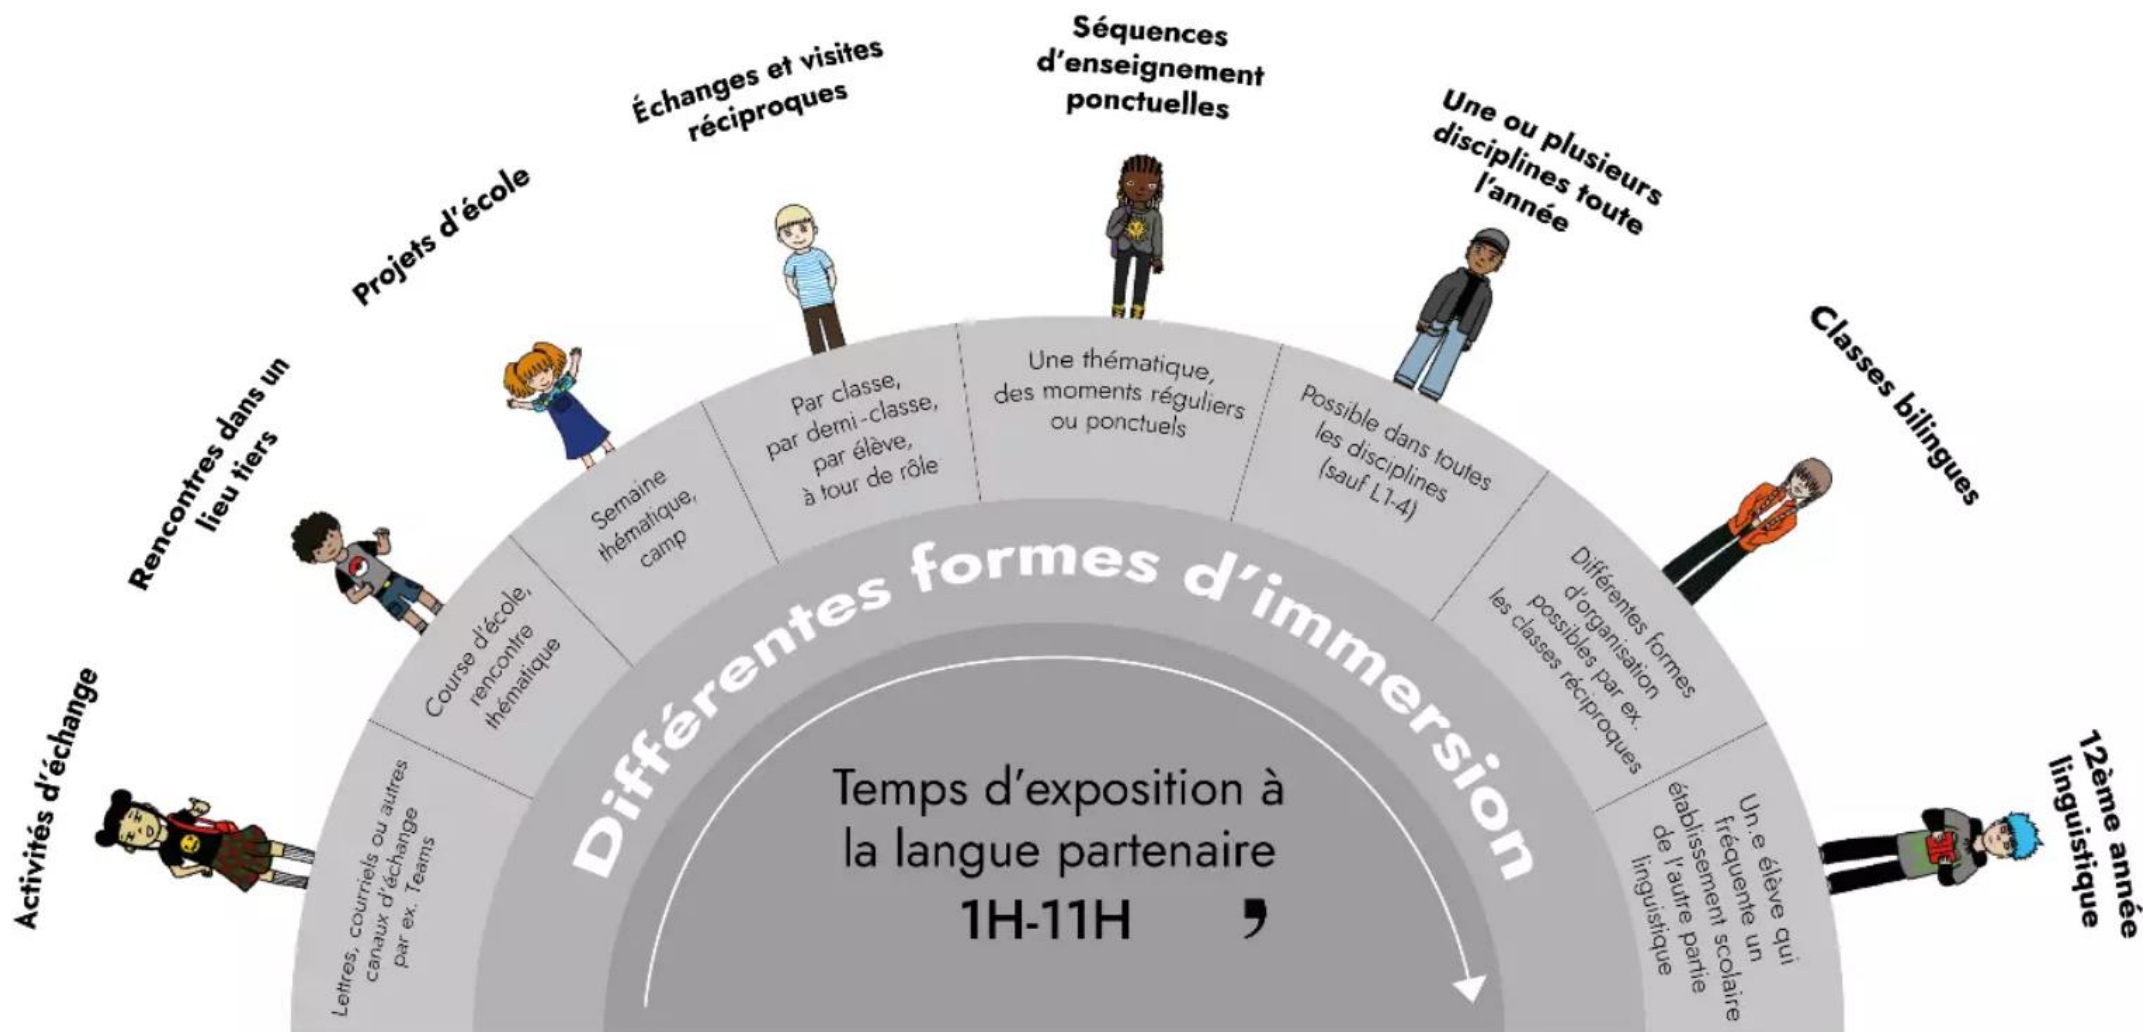 Activités d'échange
Lettres, courriels ou autres
canaux d'échange
par ex. Teams
Rencontres dans un
lieu tiers
Course d'école,
rencontre
thématique
Projets d'école
Semaine
thématique,
camp
Échanges et visites
réciproques
Par classe,
par demi-classe,
par élève,
à tour de rôle
Séquences
d'enseignement
ponctuelles
Une thématique,
des moments réguliers
ou ponctuels
Une ou plusieurs
disciplines toute
l'année
Possible dans toutes
les disciplines
(sauf L1-4)
Classes bilingues
Différentes formes
d'organisation
possibles par ex.
les classes réciproques
12ème année
linguistique
Un.e élève qui
fréquente un
établissement scolaire
de l'autre partie
linguistique
Différentes formes d'immersion
Temps d'exposition à
la langue partenaire
1H-11H ,